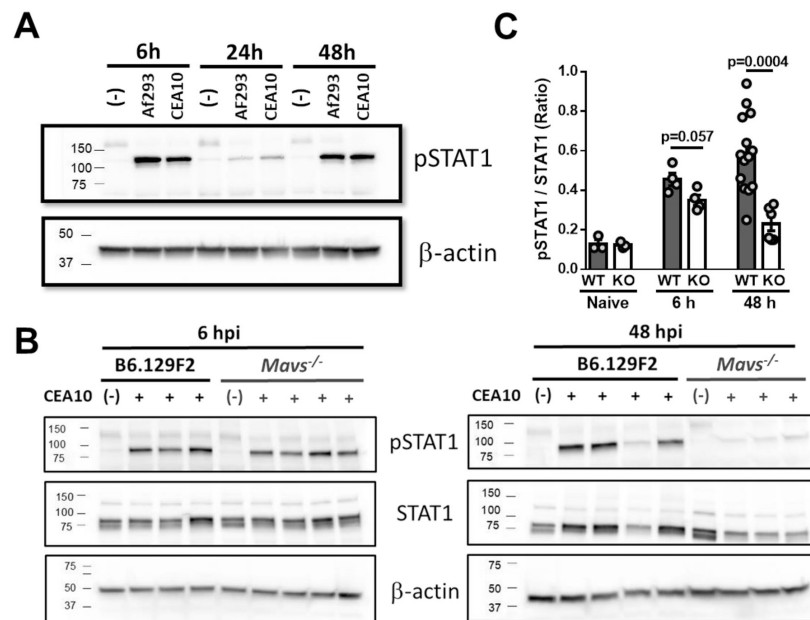 A
6h 24h 48h
(-) Af293 CEA10 (-) Af293 CEA10 (-) Af293 CEA10
150
100
75
pSTAT1
50
37
β-actin
C
p=0.0004
p=0.057
pSTAT1 / STAT1 (Ratio)
1.0
0.8
0.6
0.4
0.2
0.0
WT KO WT KO WT KO
Naive 6 h 48 h
B
6 hpi
B6.129F2 Mavs-/-
CEA10 (-) + + + (-) + + + +
150
100
75
pSTAT1
150
100
75
STAT1
75
50
37
β-actin
48 hpi
B6.129F2 Mavs-/-
CEA10 (-) + + + + (-) + + +
150
100
75
150
100
75
75
50
37